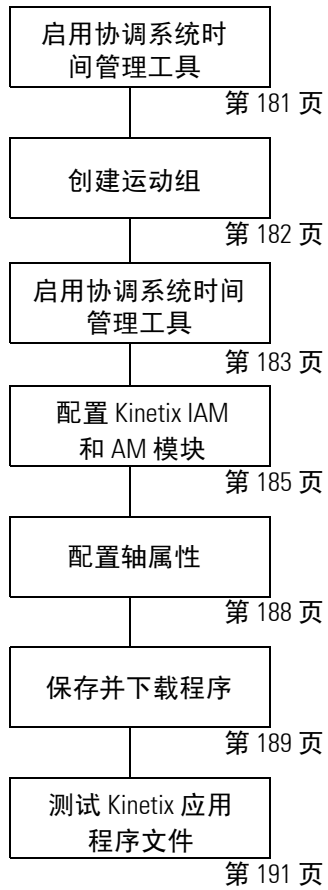 启用协调系统时
间管理工具
第 181 页
创建运动组
第 182 页
启用协调系统时间
管理工具
第 183 页
配置 Kinetix IAM
和 AM 模块
第 185 页
配置轴属性
第 188 页
保存并下载程序
第 189 页
测试 Kinetix 应用
程序文件
第 191 页